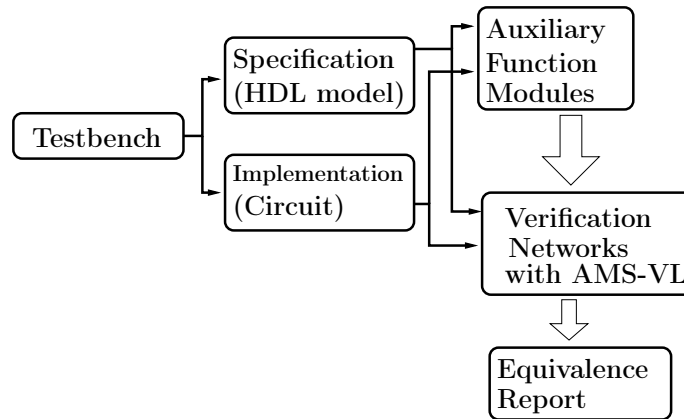 Testbench
Specification
(HDL model)
Implementation
(Circuit)
Auxiliary
Function
Modules
Verification
Networks
with AMS-VL
Equivalence
Report